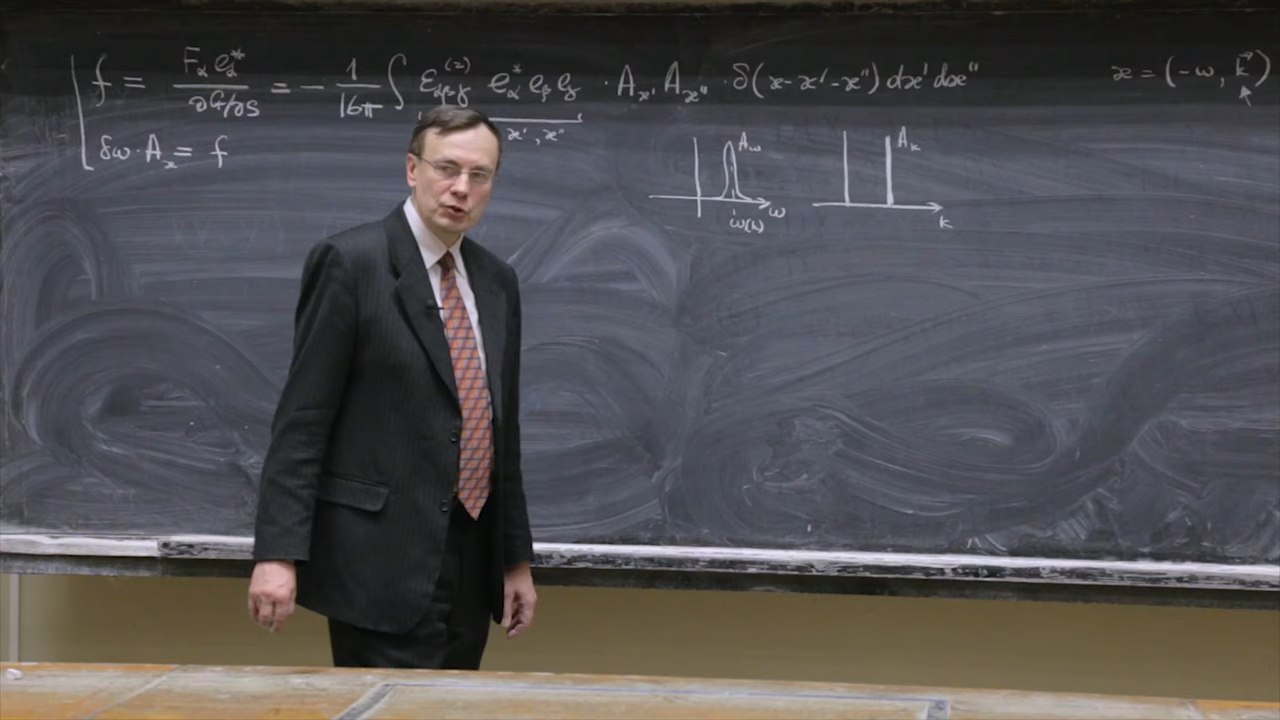 f = F_α e_α^* / ∂G/∂S = - 1/16π ∫ ε_αβγ^(2) e_α^* e_β e_γ · A_ϰ' A_ϰ'' · δ(ϰ-ϰ'-ϰ'') dϰ' dϰ''
ϰ', ϰ''
ϰ = (-ω, k⃗)
δω · A_ϰ = f
A_ω
ω
ω(k)
A_k
k